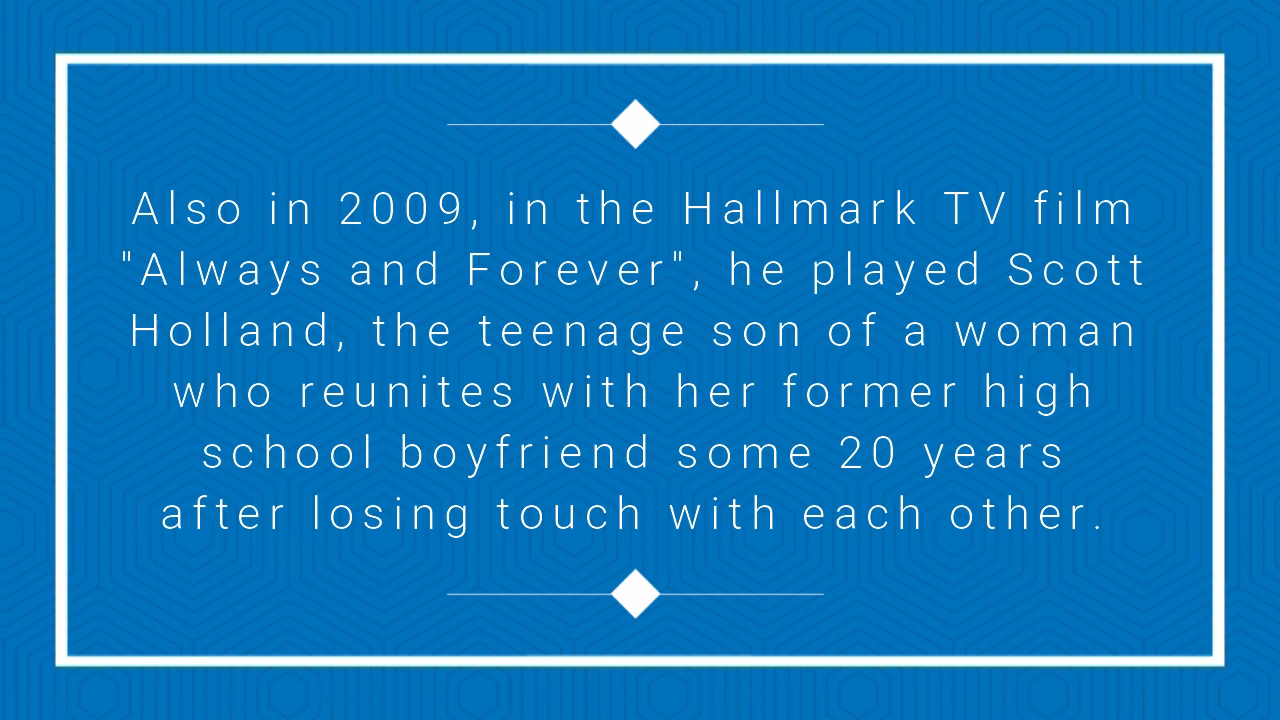 Also in 2009, in the Hallmark TV film
"Always and Forever", he played Scott
Holland, the teenage son of a woman
who reunites with her former high
school boyfriend some 20 years
after losing touch with each other.